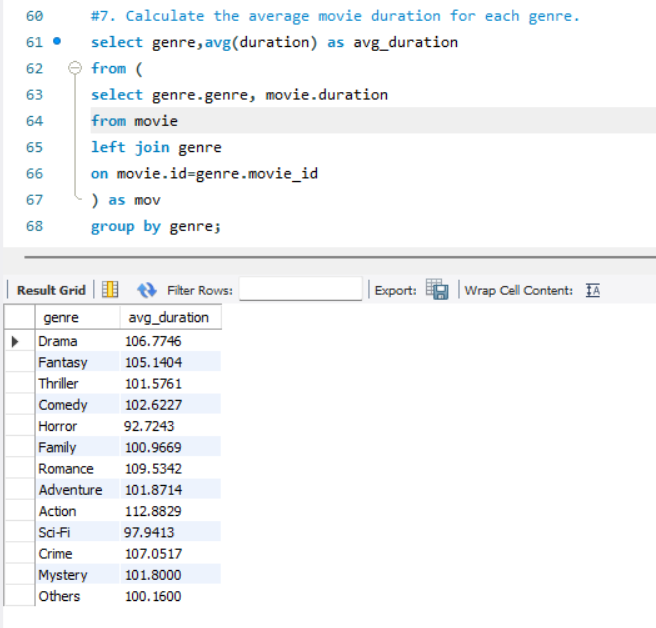 60 #7. Calculate the average movie duration for each genre.
61 select genre,avg(duration) as avg_duration
62 from (
63 select genre.genre, movie.duration
64 from movie
65 left join genre
66 on movie.id=genre.movie_id
67 ) as mov
68 group by genre;
Result Grid Filter Rows: Export: Wrap Cell Content: IA
genre avg_duration
Drama 106.7746
Fantasy 105.1404
Thriller 101.5761
Comedy 102.6227
Horror 92.7243
Family 100.9669
Romance 109.5342
Adventure 101.8714
Action 112.8829
Sci-Fi 97.9413
Crime 107.0517
Mystery 101.8000
Others 100.1600